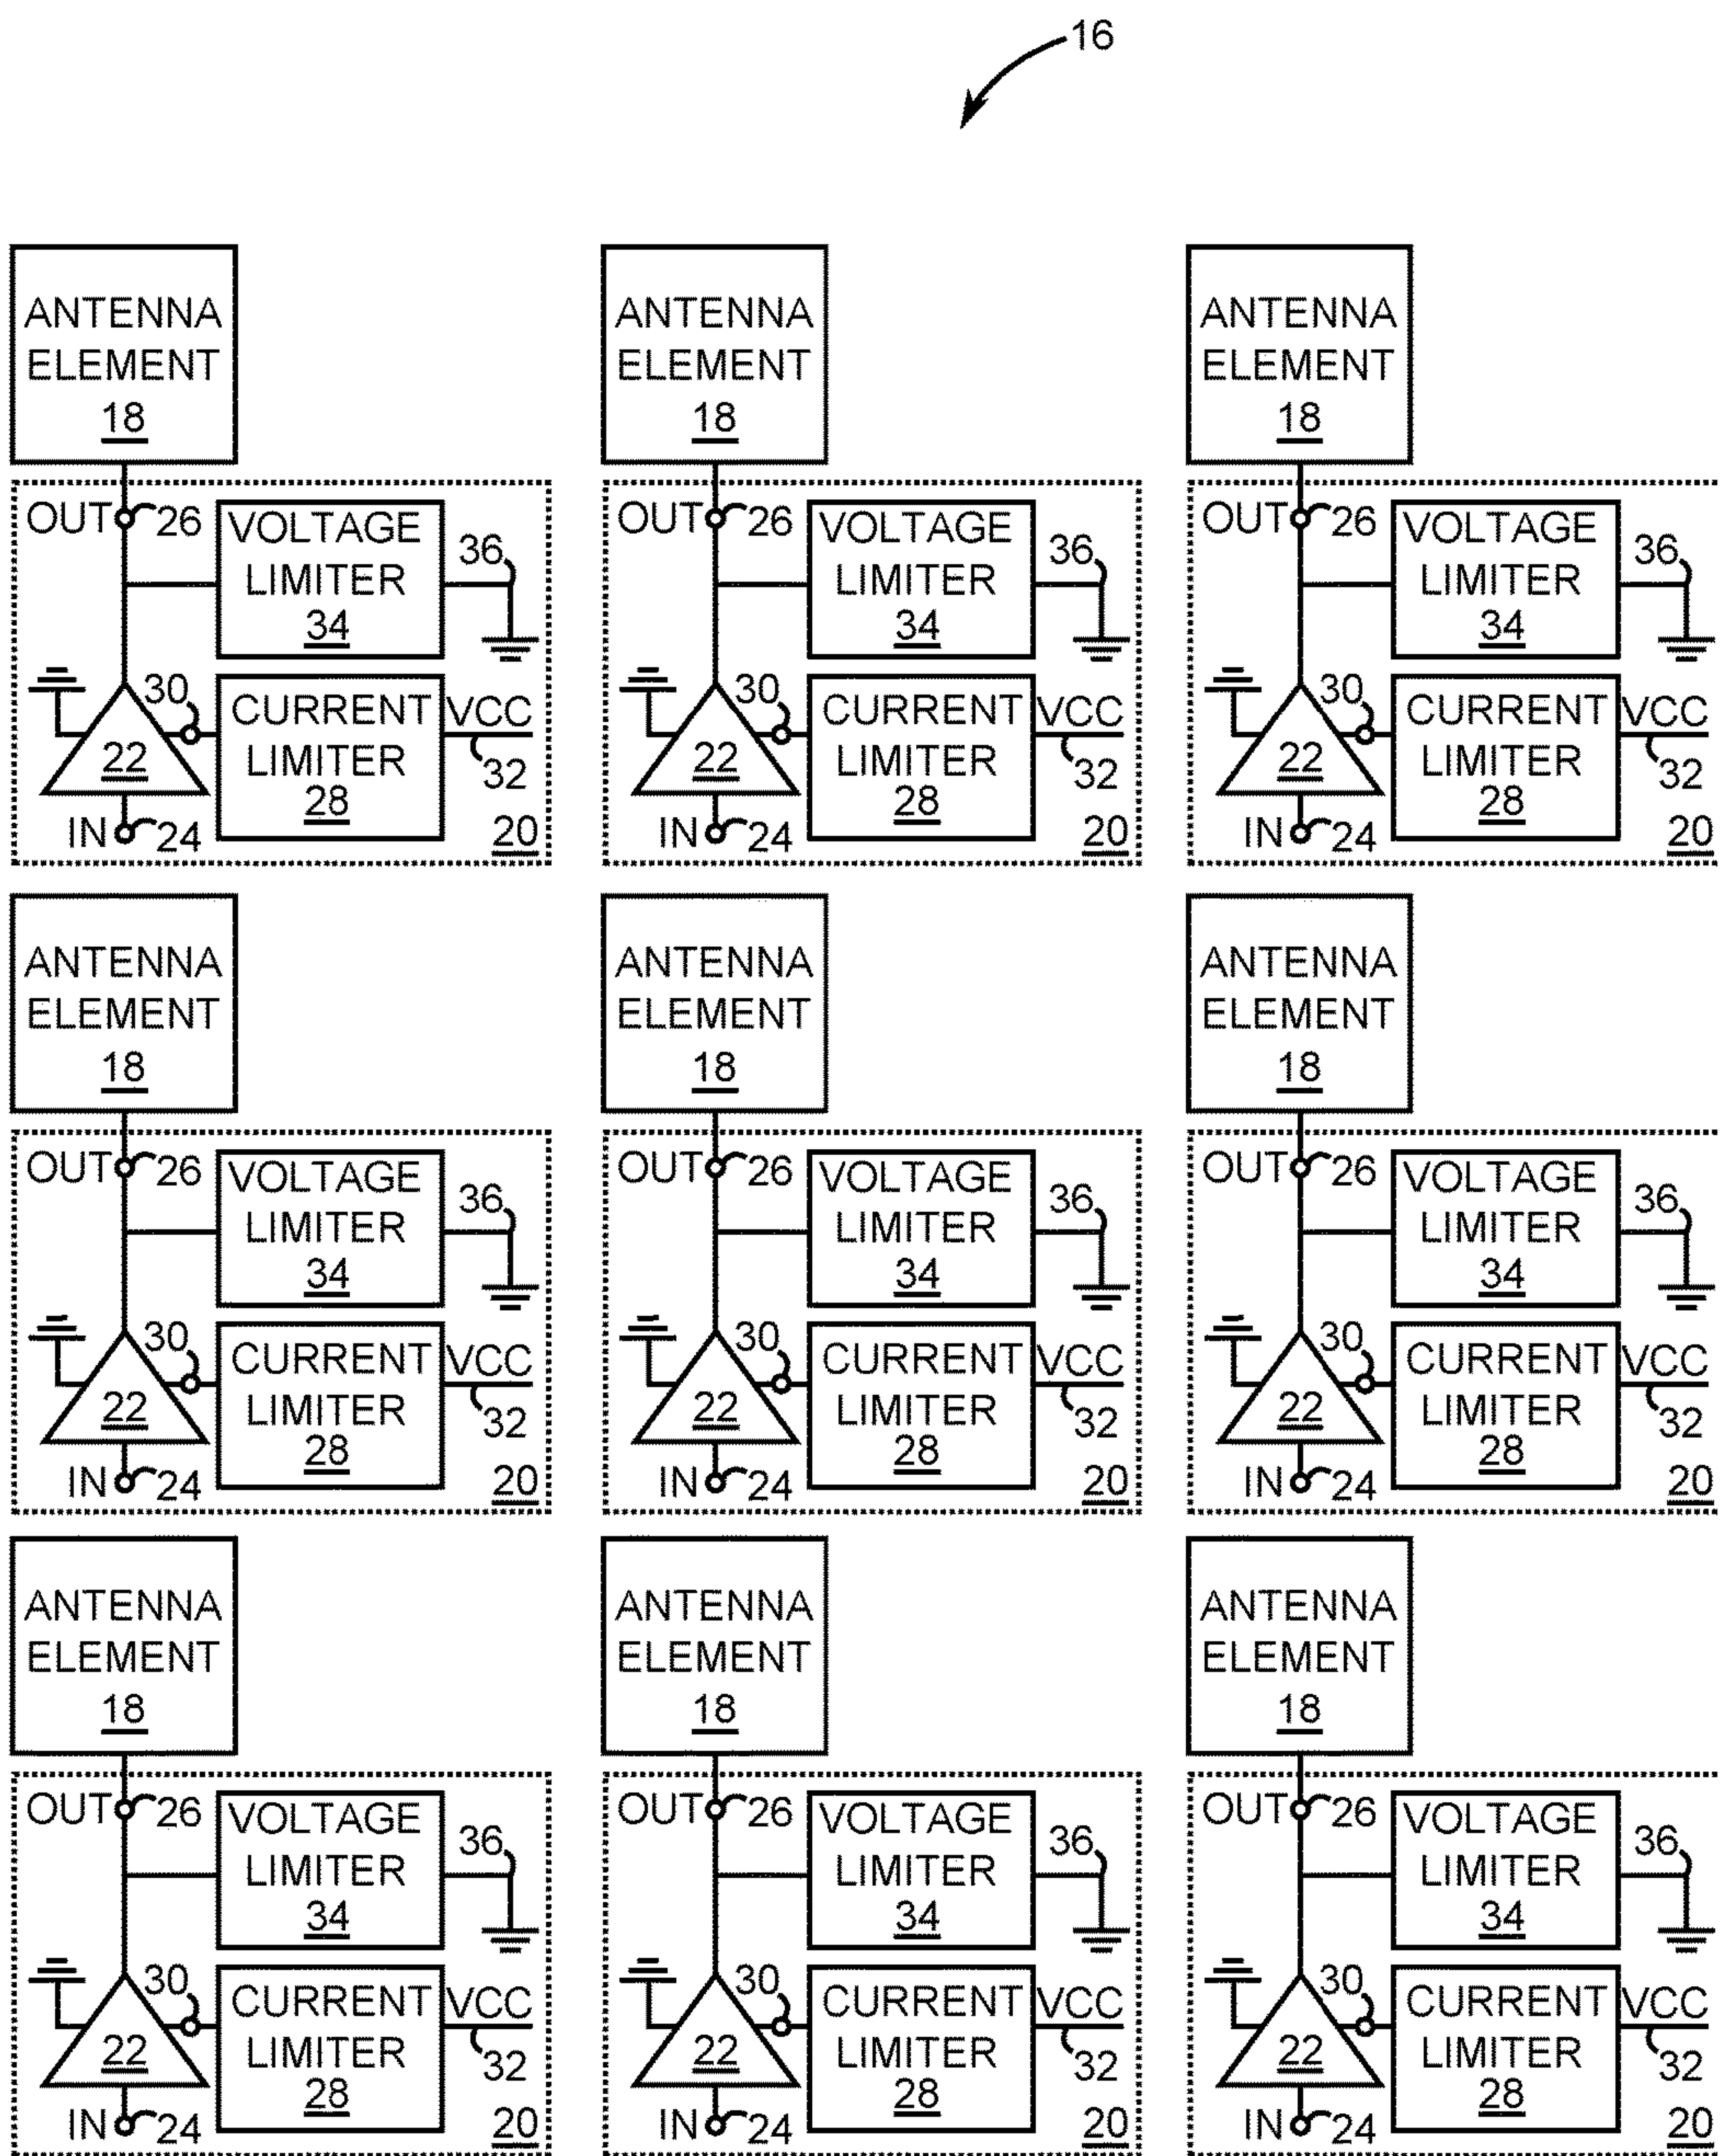 16
ANTENNA ANTENNA ANTENNA
ELEMENT ELEMENT ELEMENT
18 18 18
OUT 26 VOLTAGE 36 OUT 26 VOLTAGE 36 OUT 26 VOLTAGE 36
LIMITER LIMITER LIMITER
34 34 34
30 CURRENT VCC 30 CURRENT VCC 30 CURRENT VCC
22 LIMITER 32 22 LIMITER 32 22 LIMITER 32
28 28 28
IN 24 20 IN 24 20 IN 24 20
ANTENNA ANTENNA ANTENNA
ELEMENT ELEMENT ELEMENT
18 18 18
OUT 26 VOLTAGE 36 OUT 26 VOLTAGE 36 OUT 26 VOLTAGE 36
LIMITER LIMITER LIMITER
34 34 34
30 CURRENT VCC 30 CURRENT VCC 30 CURRENT VCC
22 LIMITER 32 22 LIMITER 32 22 LIMITER 32
28 28 28
IN 24 20 IN 24 20 IN 24 20
ANTENNA ANTENNA ANTENNA
ELEMENT ELEMENT ELEMENT
18 18 18
OUT 26 VOLTAGE 36 OUT 26 VOLTAGE 36 OUT 26 VOLTAGE 36
LIMITER LIMITER LIMITER
34 34 34
30 CURRENT VCC 30 CURRENT VCC 30 CURRENT VCC
22 LIMITER 32 22 LIMITER 32 22 LIMITER 32
28 28 28
IN 24 20 IN 24 20 IN 24 20